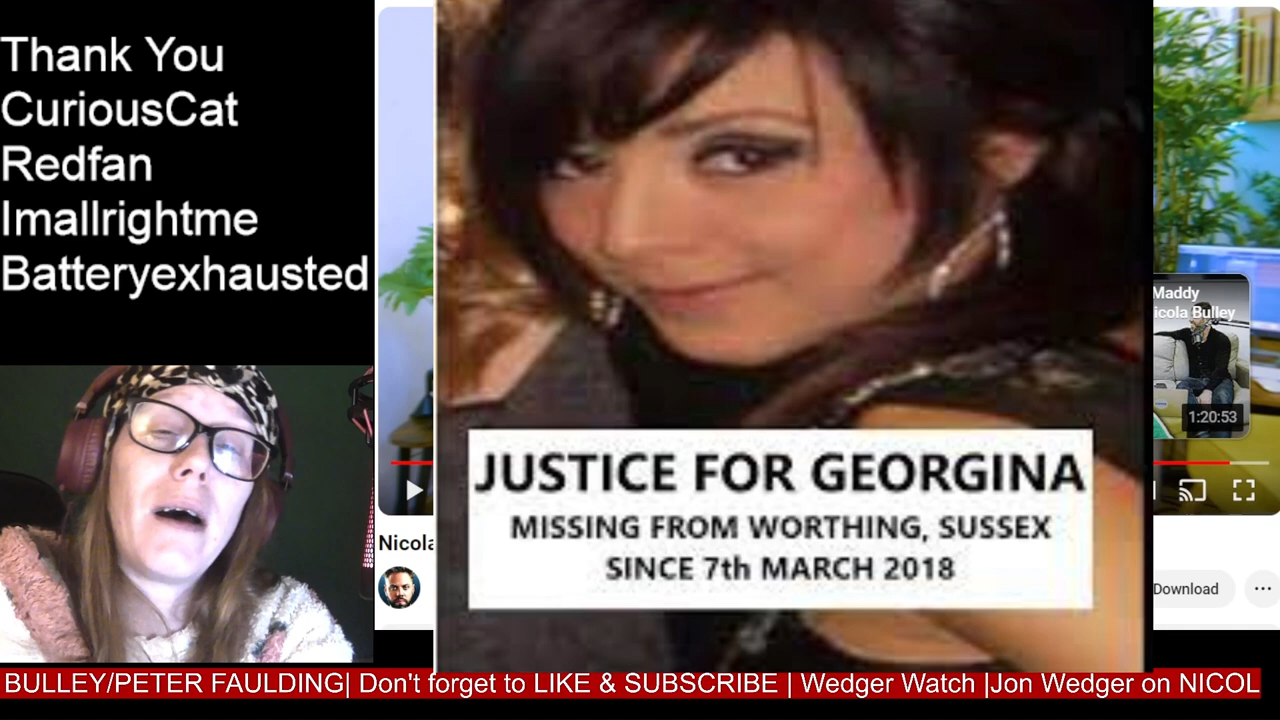 Thank You
CuriousCat
Redfan
Imallrightme
Batteryexhausted
JUSTICE FOR GEORGINA
MISSING FROM WORTHING, SUSSEX
SINCE 7th MARCH 2018
Maddy
icola Bulley
1:20:53
Nicola
Download
BULLEY/PETER FAULDING| Don't forget to LIKE & SUBSCRIBE | Wedger Watch |Jon Wedger on NICOL